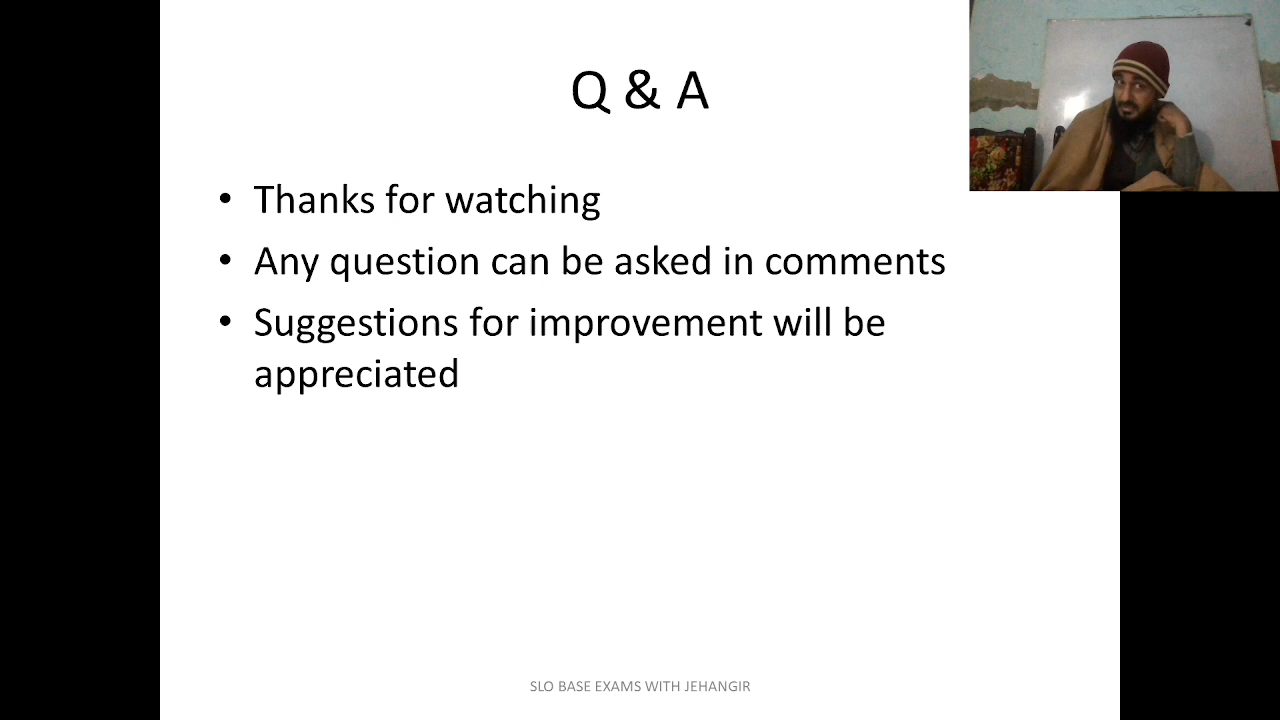 Q & A
• Thanks for watching
• Any question can be asked in comments
• Suggestions for improvement will be
appreciated
SLO BASE EXAMS WITH JEHANGIR